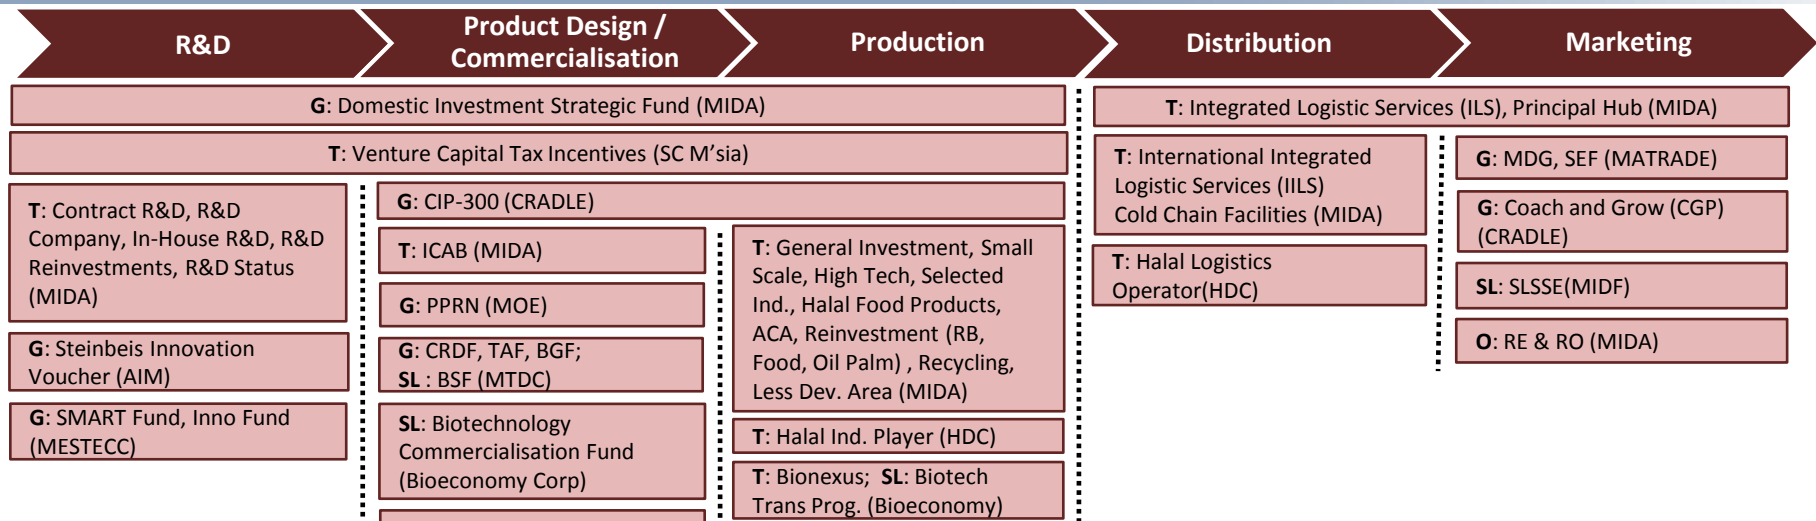 R&D
Product Design /
Commercialisation
Production
Distribution
Marketing
G: Domestic Investment Strategic Fund (MIDA)
T: Integrated Logistic Services (ILS), Principal Hub (MIDA)
T: Venture Capital Tax Incentives (SC M’sia)
T: Contract R&D, R&D
Company, In-House R&D, R&D
Reinvestments, R&D Status
(MIDA)
G: Steinbeis Innovation
Voucher (AIM)
G: SMART Fund, Inno Fund
(MESTECC)
G: CIP-300 (CRADLE)
T: ICAB (MIDA)
G: PPRN (MOE)
G: CRDF, TAF, BGF;
SL : BSF (MTDC)
SL: Biotechnology
Commercialisation Fund
(Bioeconomy Corp)
T: General Investment, Small
Scale, High Tech, Selected
Ind., Halal Food Products,
ACA, Reinvestment (RB,
Food, Oil Palm) , Recycling,
Less Dev. Area (MIDA)
T: Halal Ind. Player (HDC)
T: Bionexus; SL: Biotech
Trans Prog. (Bioeconomy)
T: International Integrated
Logistic Services (IILS)
Cold Chain Facilities (MIDA)
T: Halal Logistics
Operator(HDC)
G: MDG, SEF (MATRADE)
G: Coach and Grow (CGP)
(CRADLE)
SL: SLSSE(MIDF)
O: RE & RO (MIDA)